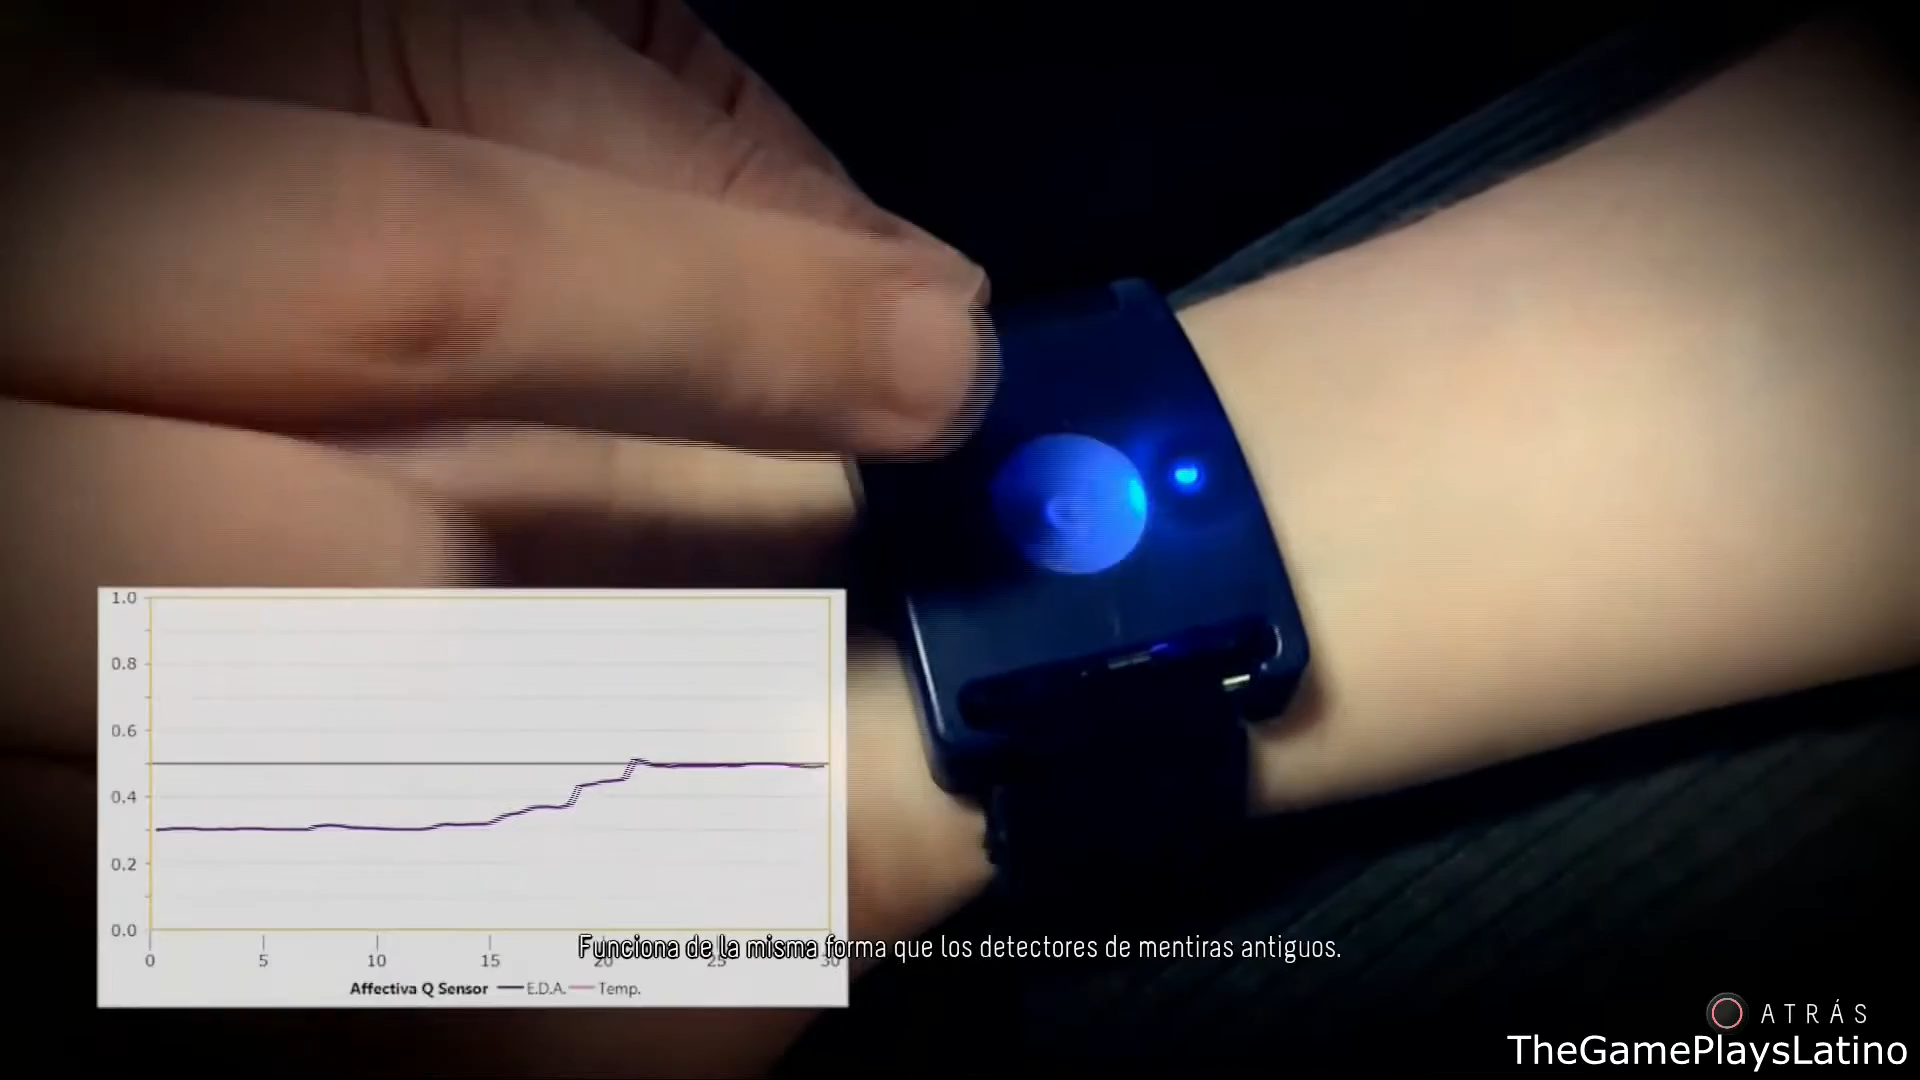 1.0
0.8
0.6
0.4
0.2
0.0
0 5 10 15 20 25 30
Affectiva Q Sensor E.D.A. Temp.
Funciona de la misma forma que los detectores de mentiras antiguos.
ATRÁS
TheGamePlaysLatino